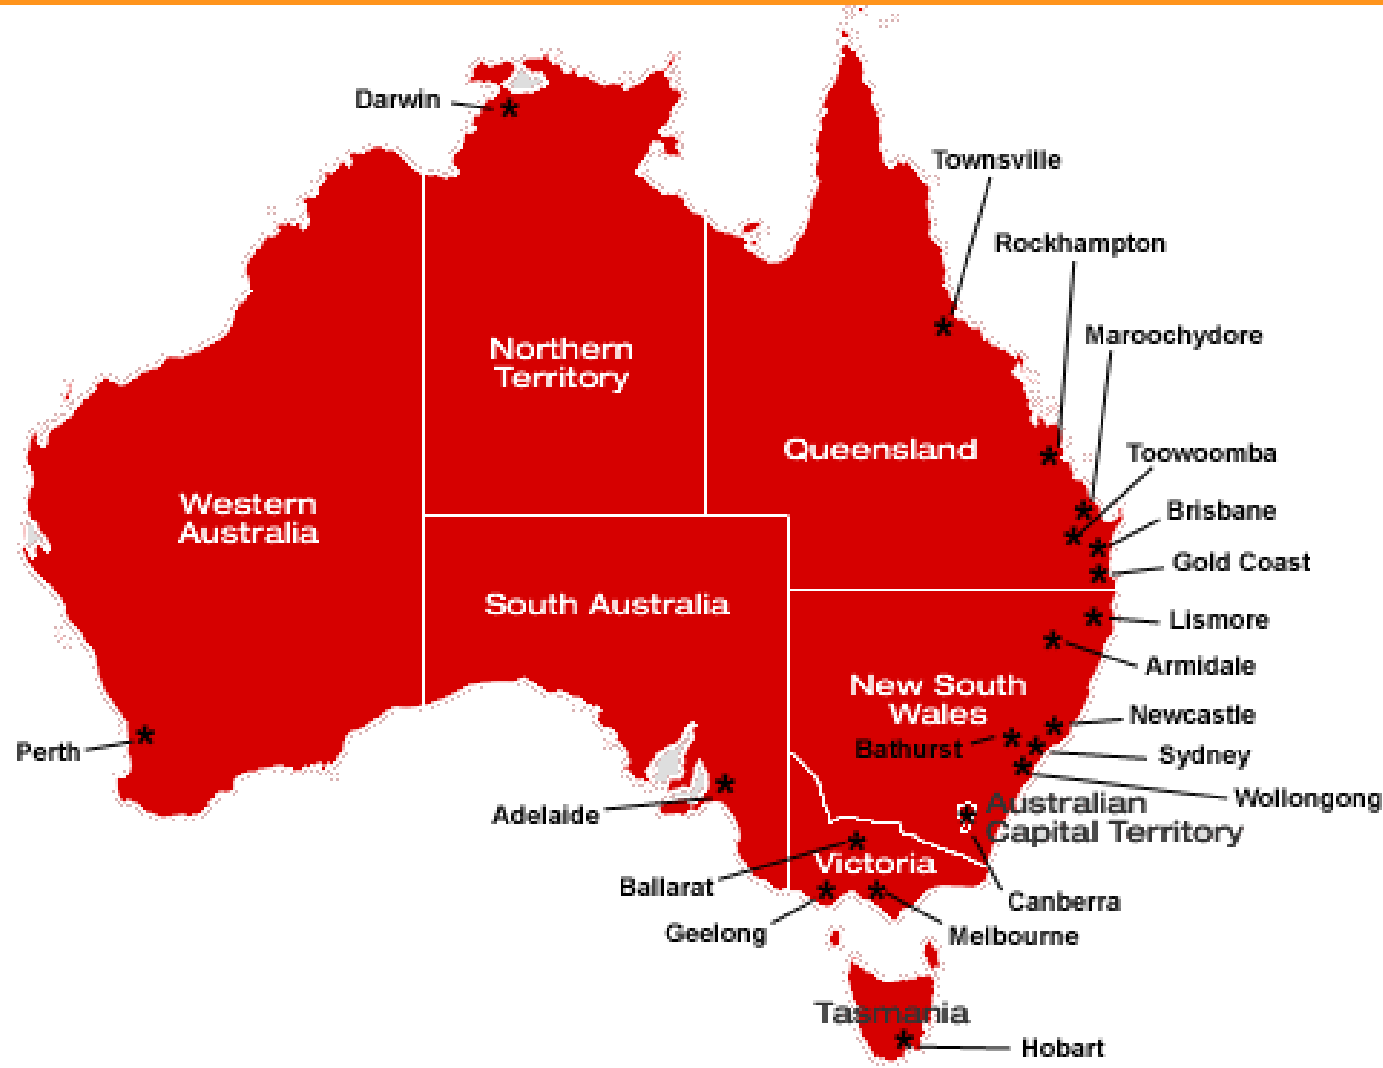 Darwin
Townsville
Rockhampton
Maroochydore
Northern
Territory
Queensland
Toowoomba
Western
Australia
Brisbane
Gold Coast
South Australia
Lismore
Armidale
New South
Wales
Newcastle
Perth
Bathurst
Sydney
Wollongong
Adelaide
Australian
Capital Territory
Victoria
Ballarat
Canberra
Geelong
Melbourne
Tasmania
Hobart